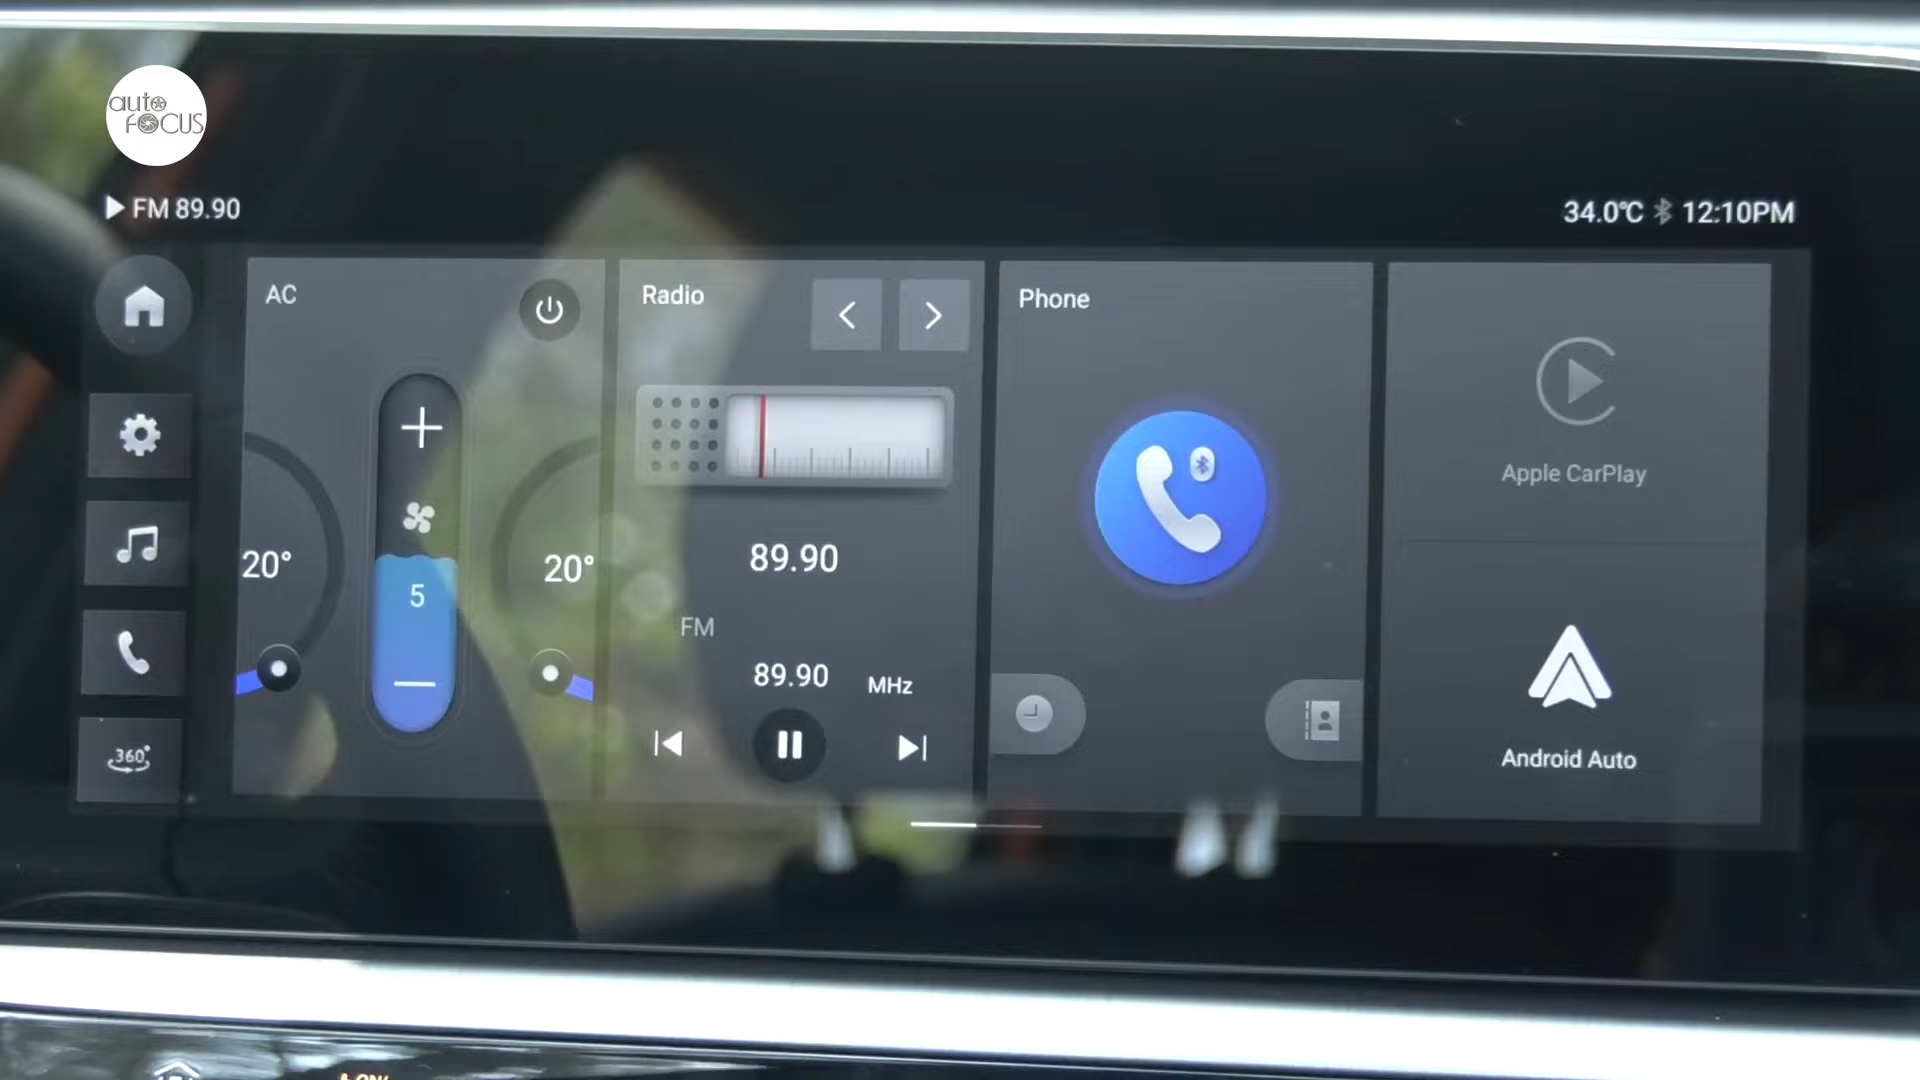 auto
FOCUS
FM 89.90
34.0℃ 12:10PM
AC
Radio
Phone
Apple CarPlay
20°
5
20°
89.90
FM
89.90 MHz
360°
Android Auto